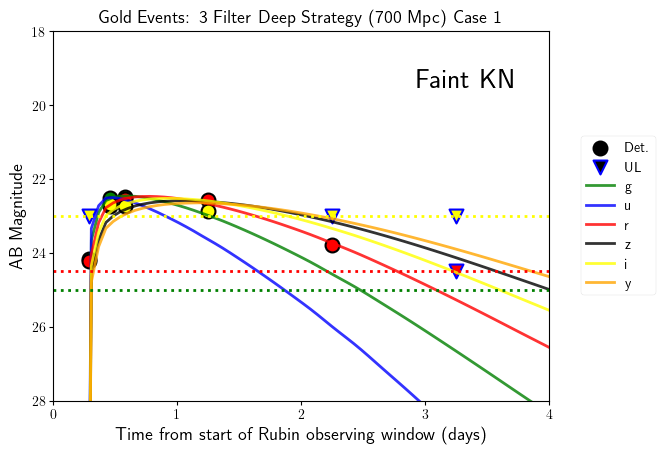 Gold Events: 3 Filter Deep Strategy (700 Mpc) Case 1
18
20
22
24
26
28
AB Magnitude
Faint KN
Det.
UL
g
u
r
z
i
y
0
1
2
3
4
Time from start of Rubin observing window (days)